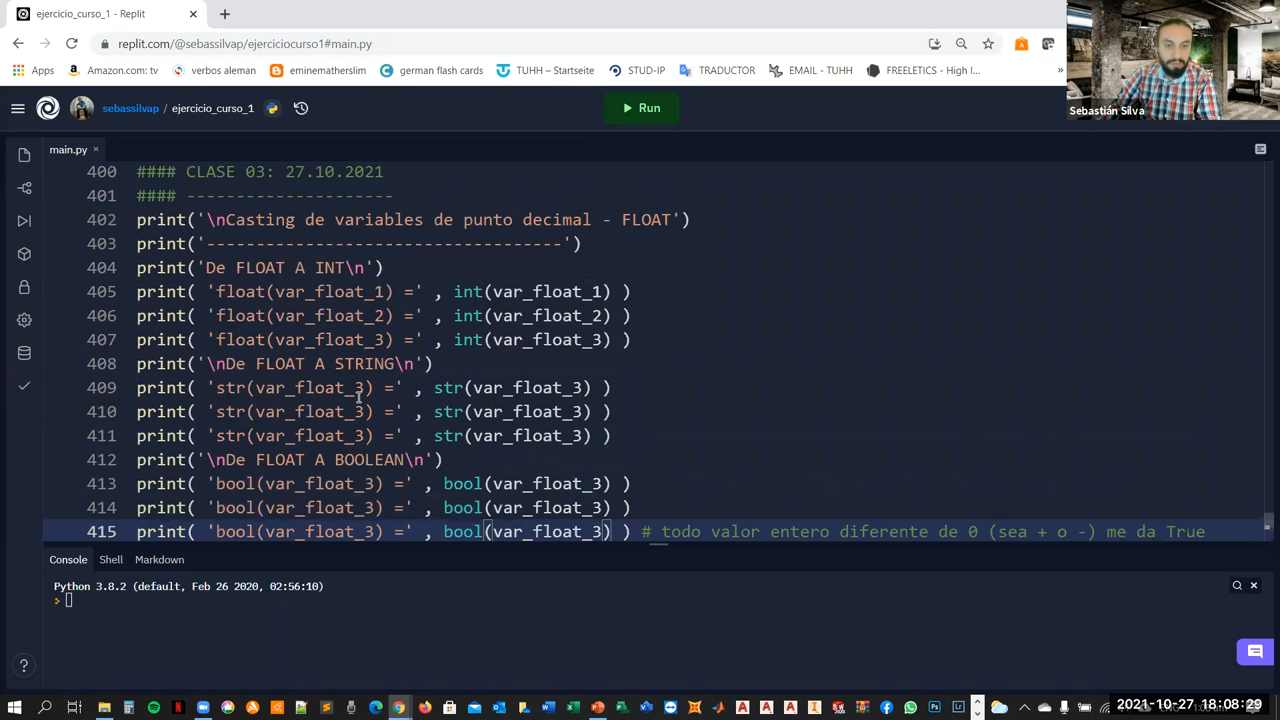 ejercicio_curso_1 - Replit
replit.com/@sebassilvap/ejerciciocurso1#main.py
Apps Amazon.com: tv verbos aleman eminematherslim german flash cards TUHH – Startseite STUD-IP TRADUCTOR EMAIL - TUHH FREELETICS - High I... »
Sebastián Silva
sebassilvap / ejercicio_curso_1
Run
main.py
400 #### CLASE 03: 27.10.2021
401 #### ---------------------
402 print('\nCasting de variables de punto decimal - FLOAT')
403 print('------------------------------------')
404 print('De FLOAT A INT\n')
405 print( 'float(var_float_1) =' , int(var_float_1) )
406 print( 'float(var_float_2) =' , int(var_float_2) )
407 print( 'float(var_float_3) =' , int(var_float_3) )
408 print('\nDe FLOAT A STRING\n')
409 print( 'str(var_float_3) =' , str(var_float_3) )
410 print( 'str(var_float_3) =' , str(var_float_3) )
411 print( 'str(var_float_3) =' , str(var_float_3) )
412 print('\nDe FLOAT A BOOLEAN\n')
413 print( 'bool(var_float_3) =' , bool(var_float_3) )
414 print( 'bool(var_float_3) =' , bool(var_float_3) )
415 print( 'bool(var_float_3) =' , bool(var_float_3) ) # todo valor entero diferente de 0 (sea + o -) me da True
Console Shell Markdown
Python 3.8.2 (default, Feb 26 2020, 02:56:10)
>
2021-10-27 18:08:29